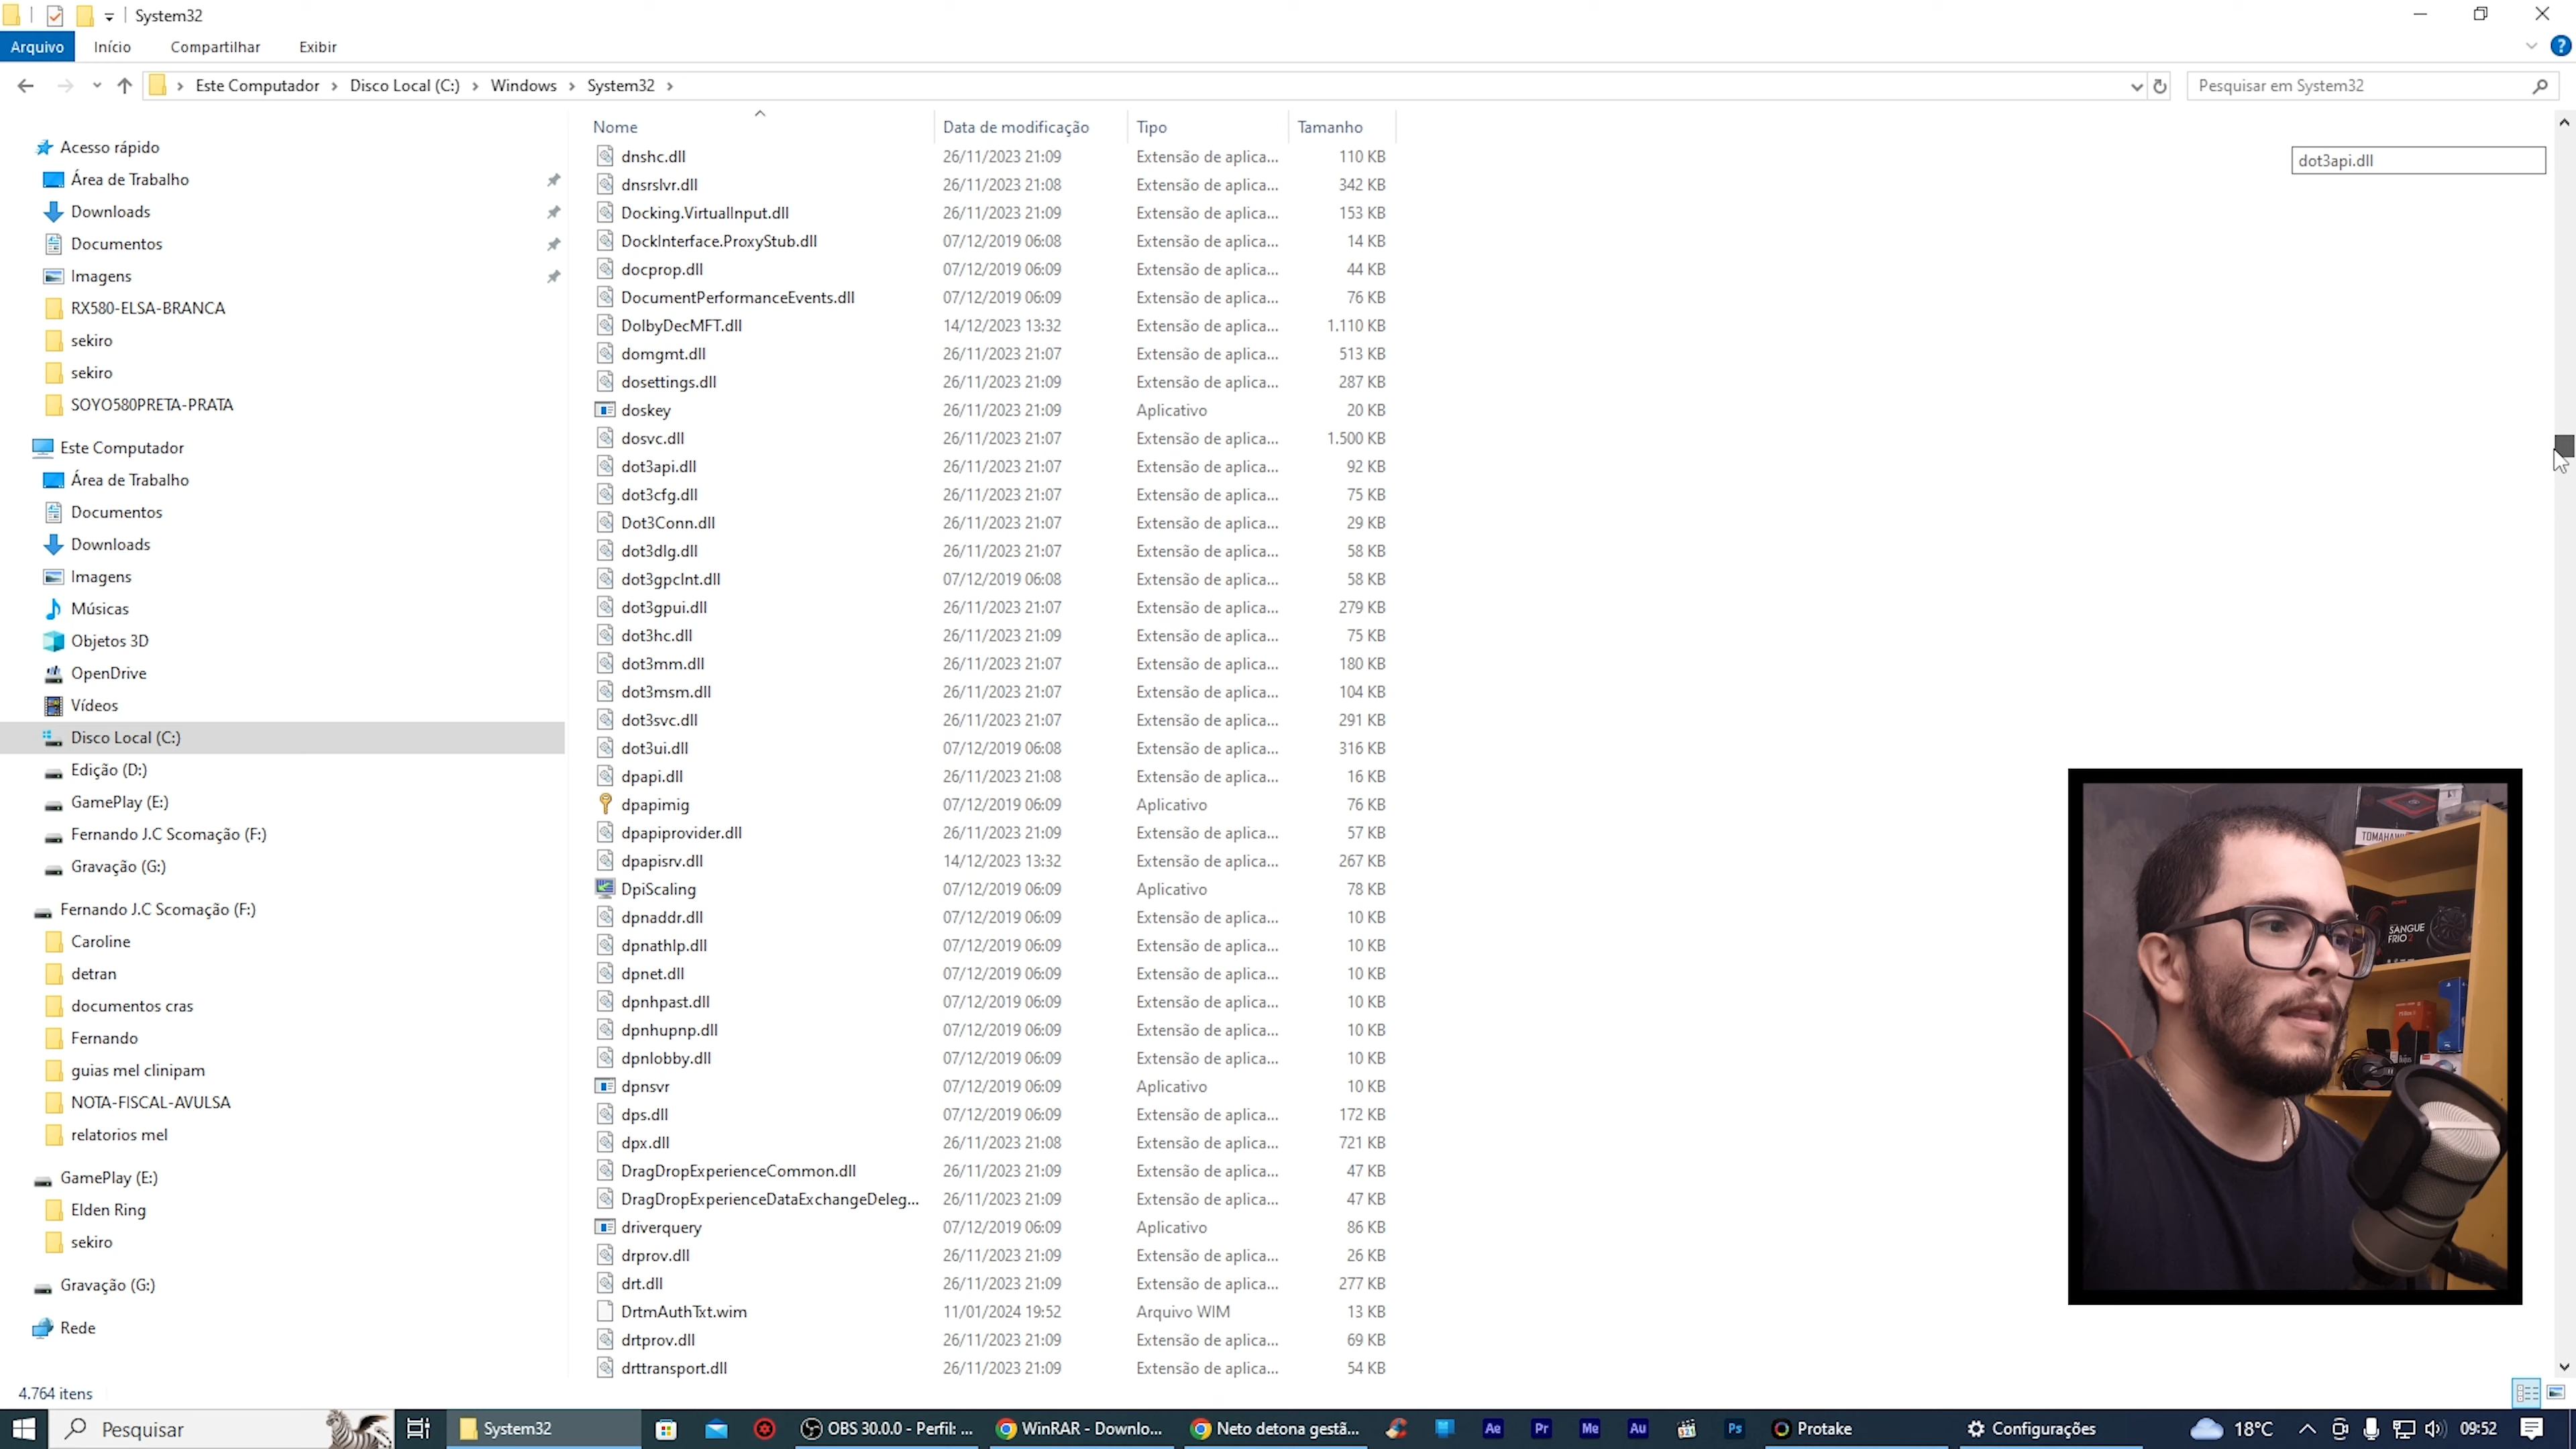 System32
Arquivo Início Compartilhar Exibir
Este Computador Disco Local (C:) Windows System32 Pesquisar em System32
Nome Data de modificação Tipo Tamanho
dot3api.dll
Acesso rápido
Área de Trabalho
Downloads
Documentos
Imagens
RX580-ELSA-BRANCA
sekiro
sekiro
SOYO580PRETA-PRATA
Este Computador
Área de Trabalho
Documentos
Downloads
Imagens
Músicas
Objetos 3D
OpenDrive
Vídeos
Disco Local (C:)
Edição (D:)
GamePlay (E:)
Fernando J.C Scomação (F:)
Gravação (G:)
Fernando J.C Scomação (F:)
Caroline
detran
documentos cras
Fernando
guias mel clinipam
NOTA-FISCAL-AVULSA
relatorios mel
GamePlay (E:)
Elden Ring
sekiro
Gravação (G:)
Rede
dnshc.dll 26/11/2023 21:09 Extensão de aplica... 110 KB
dnsrslvr.dll 26/11/2023 21:08 Extensão de aplica... 342 KB
Docking.VirtualInput.dll 26/11/2023 21:09 Extensão de aplica... 153 KB
DockInterface.ProxyStub.dll 07/12/2019 06:08 Extensão de aplica... 14 KB
docprop.dll 07/12/2019 06:09 Extensão de aplica... 44 KB
DocumentPerformanceEvents.dll 07/12/2019 06:09 Extensão de aplica... 76 KB
DolbyDecMFT.dll 14/12/2023 13:32 Extensão de aplica... 1.110 KB
domgmt.dll 26/11/2023 21:07 Extensão de aplica... 513 KB
dosettings.dll 26/11/2023 21:09 Extensão de aplica... 287 KB
doskey 26/11/2023 21:09 Aplicativo 20 KB
dosvc.dll 26/11/2023 21:07 Extensão de aplica... 1.500 KB
dot3api.dll 26/11/2023 21:07 Extensão de aplica... 92 KB
dot3cfg.dll 26/11/2023 21:07 Extensão de aplica... 75 KB
Dot3Conn.dll 26/11/2023 21:07 Extensão de aplica... 29 KB
dot3dlg.dll 26/11/2023 21:07 Extensão de aplica... 58 KB
dot3gpclnt.dll 07/12/2019 06:08 Extensão de aplica... 58 KB
dot3gpui.dll 26/11/2023 21:07 Extensão de aplica... 279 KB
dot3hc.dll 26/11/2023 21:09 Extensão de aplica... 75 KB
dot3mm.dll 26/11/2023 21:07 Extensão de aplica... 180 KB
dot3msm.dll 26/11/2023 21:07 Extensão de aplica... 104 KB
dot3svc.dll 26/11/2023 21:07 Extensão de aplica... 291 KB
dot3ui.dll 07/12/2019 06:08 Extensão de aplica... 316 KB
dpapi.dll 26/11/2023 21:08 Extensão de aplica... 16 KB
dpapimig 07/12/2019 06:09 Aplicativo 76 KB
dpapiprovider.dll 26/11/2023 21:09 Extensão de aplica... 57 KB
dpapisrv.dll 14/12/2023 13:32 Extensão de aplica... 267 KB
DpiScaling 07/12/2019 06:09 Aplicativo 78 KB
dpnaddr.dll 07/12/2019 06:09 Extensão de aplica... 10 KB
dpnathlp.dll 07/12/2019 06:09 Extensão de aplica... 10 KB
dpnet.dll 07/12/2019 06:09 Extensão de aplica... 10 KB
dpnhpast.dll 07/12/2019 06:09 Extensão de aplica... 10 KB
dpnhupnp.dll 07/12/2019 06:09 Extensão de aplica... 10 KB
dpnlobby.dll 07/12/2019 06:09 Extensão de aplica... 10 KB
dpnsvr 07/12/2019 06:09 Aplicativo 10 KB
dps.dll 07/12/2019 06:09 Extensão de aplica... 172 KB
dpx.dll 26/11/2023 21:08 Extensão de aplica... 721 KB
DragDropExperienceCommon.dll 26/11/2023 21:09 Extensão de aplica... 47 KB
DragDropExperienceDataExchangeDeleg... 26/11/2023 21:09 Extensão de aplica... 47 KB
driverquery 07/12/2019 06:09 Aplicativo 86 KB
drprov.dll 26/11/2023 21:09 Extensão de aplica... 26 KB
drt.dll 26/11/2023 21:09 Extensão de aplica... 277 KB
DrtmAuthTxt.wim 11/01/2024 19:52 Arquivo WIM 13 KB
drtprov.dll 26/11/2023 21:09 Extensão de aplica... 69 KB
drttransport.dll 26/11/2023 21:09 Extensão de aplica... 54 KB
TOMAHAWK
SANGUE
FRIO 2
4.764 itens
Pesquisar System32 OBS 30.0.0 - Perfil: ... WinRAR - Downlo... Neto detona gestã... Ae Pr Me Au Ps Protake Configurações 18°C 09:52